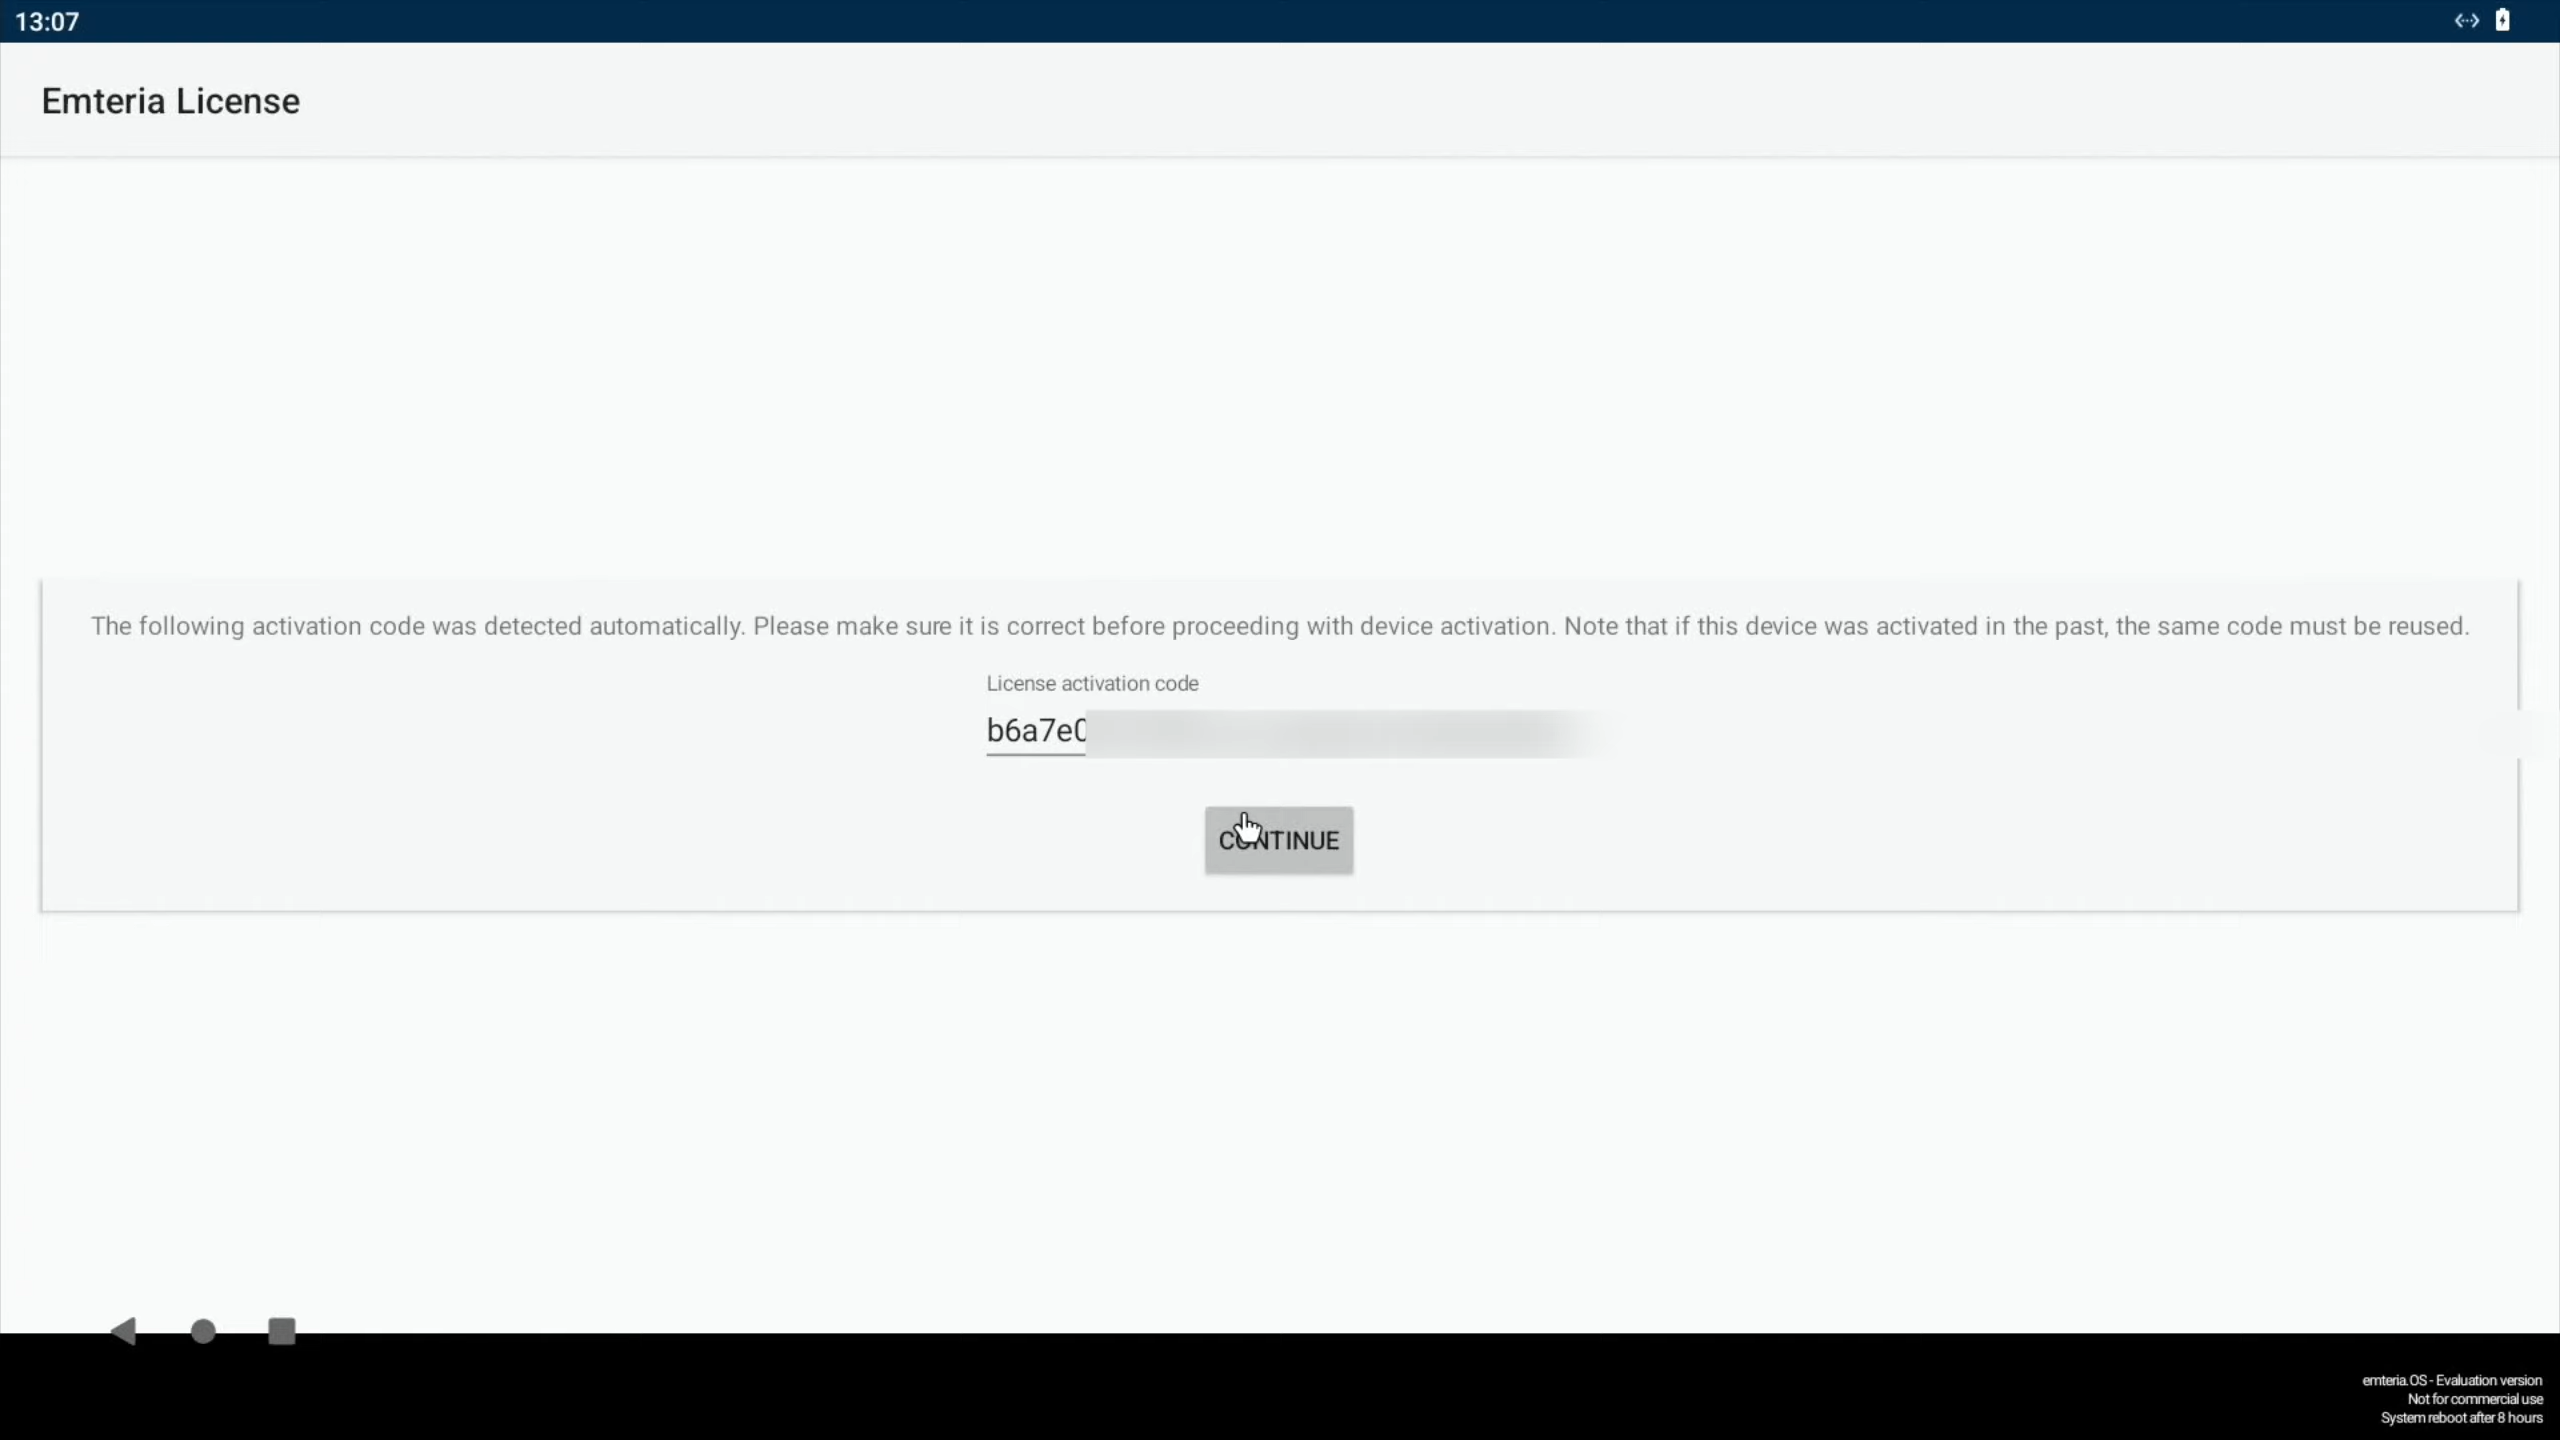 13:07
Emteria License
The following activation code was detected automatically. Please make sure it is correct before proceeding with device activation. Note that if this device was activated in the past, the same code must be reused.
License activation code
b6a7e0
CONTINUE
emteria.OS - Evaluation version
Not for commercial use
System reboot after 8 hours